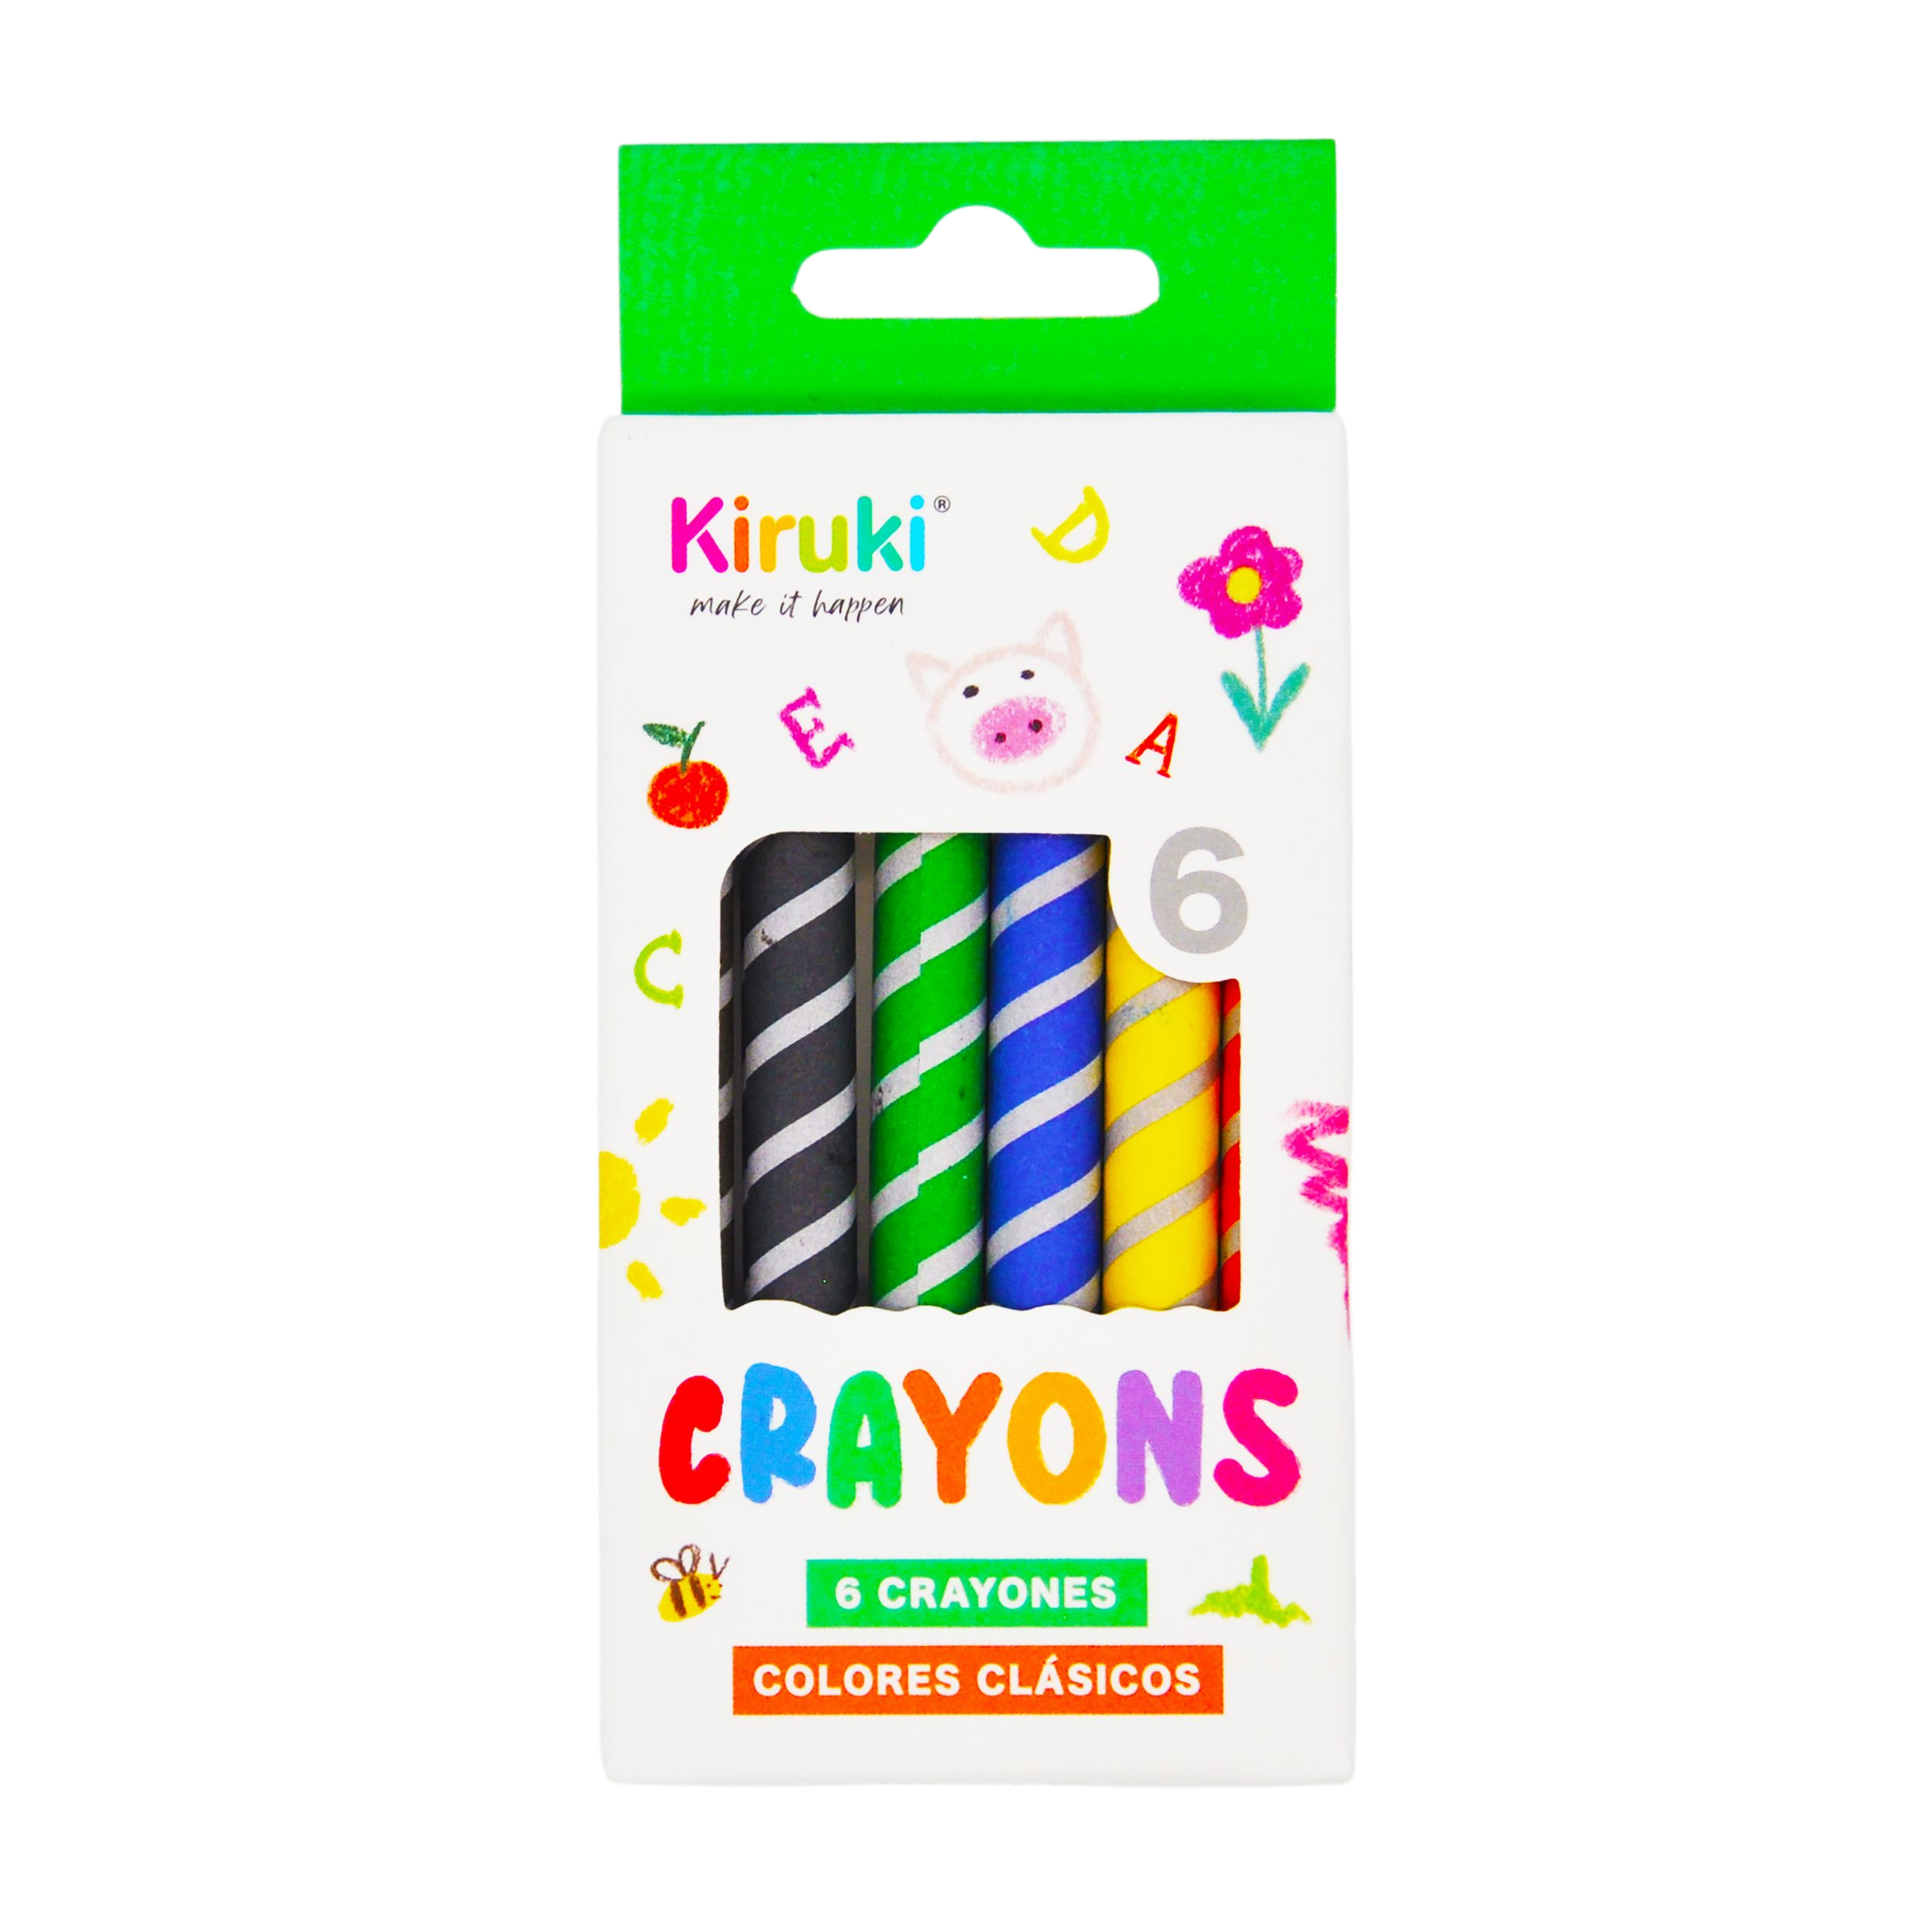 Kiruki®
make it happen
D
E
A
C
6
CRAYONS
6 CRAYONES
COLORES CLÁSICOS